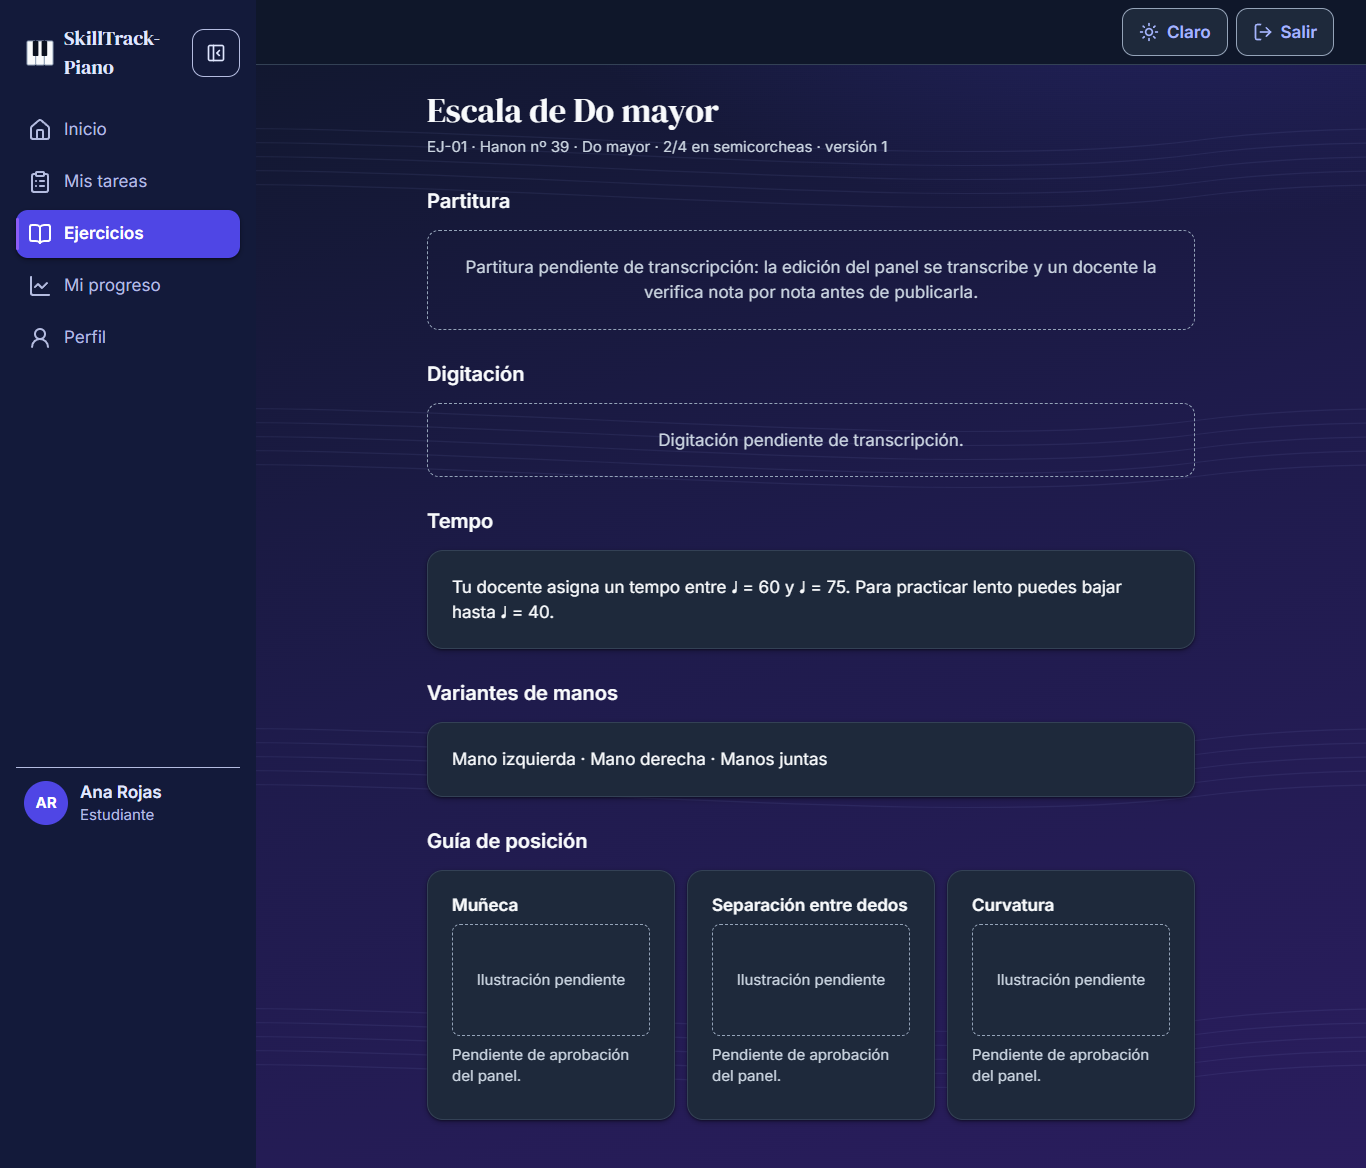 SkillTrack-
Piano
Inicio
Mis tareas
Ejercicios
Mi progreso
Perfil
AR
Ana Rojas
Estudiante
Claro
Salir
Escala de Do mayor
EJ-01 · Hanon nº 39 · Do mayor · 2/4 en semicorcheas · versión 1
Partitura
Partitura pendiente de transcripción: la edición del panel se transcribe y un docente la
verifica nota por nota antes de publicarla.
Digitación
Digitación pendiente de transcripción.
Tempo
Tu docente asigna un tempo entre ♩ = 60 y ♩ = 75. Para practicar lento puedes bajar
hasta ♩ = 40.
Variantes de manos
Mano izquierda · Mano derecha · Manos juntas
Guía de posición
Muñeca
Ilustración pendiente
Pendiente de aprobación
del panel.
Separación entre dedos
Ilustración pendiente
Pendiente de aprobación
del panel.
Curvatura
Ilustración pendiente
Pendiente de aprobación
del panel.